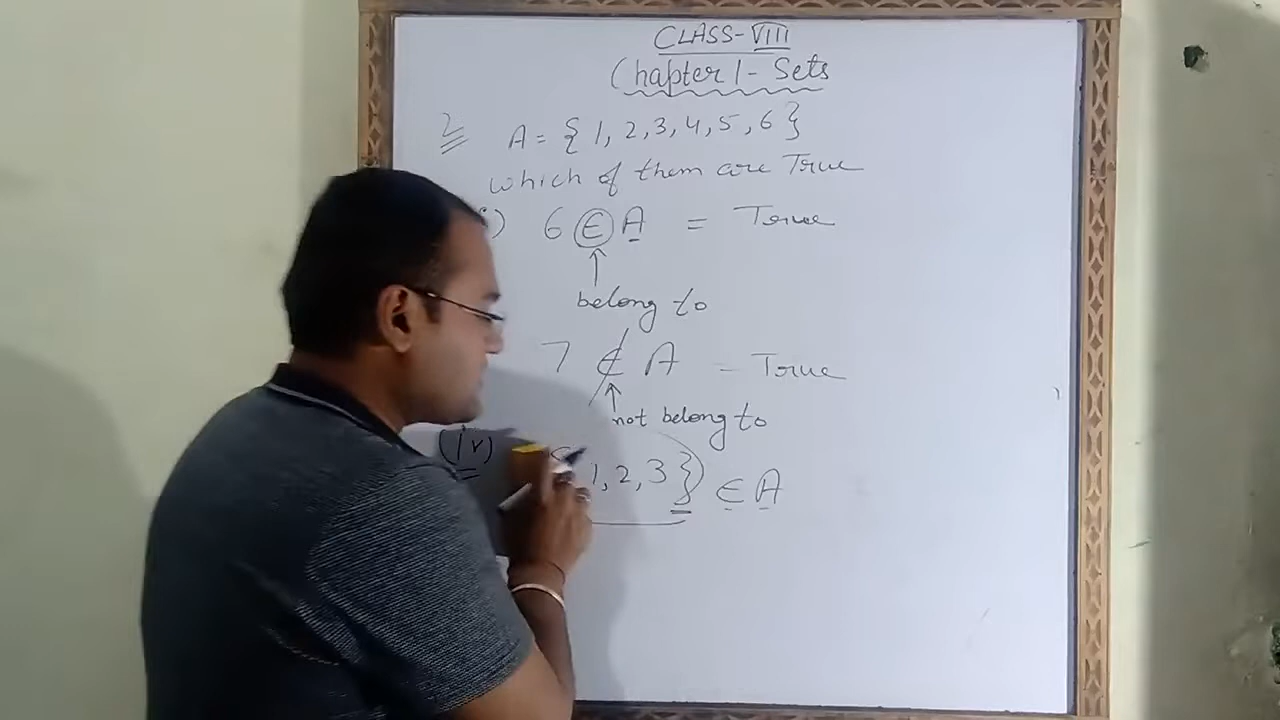 CLASS-VIII
Chapter 1 - Sets
2 A = { 1, 2, 3, 4, 5, 6 }
which of them are True
) 6 ∈ A = True
↑
belong to
7 ∉ A - True
↑
not belong to
(iv) { 1, 2, 3 } ∈ A